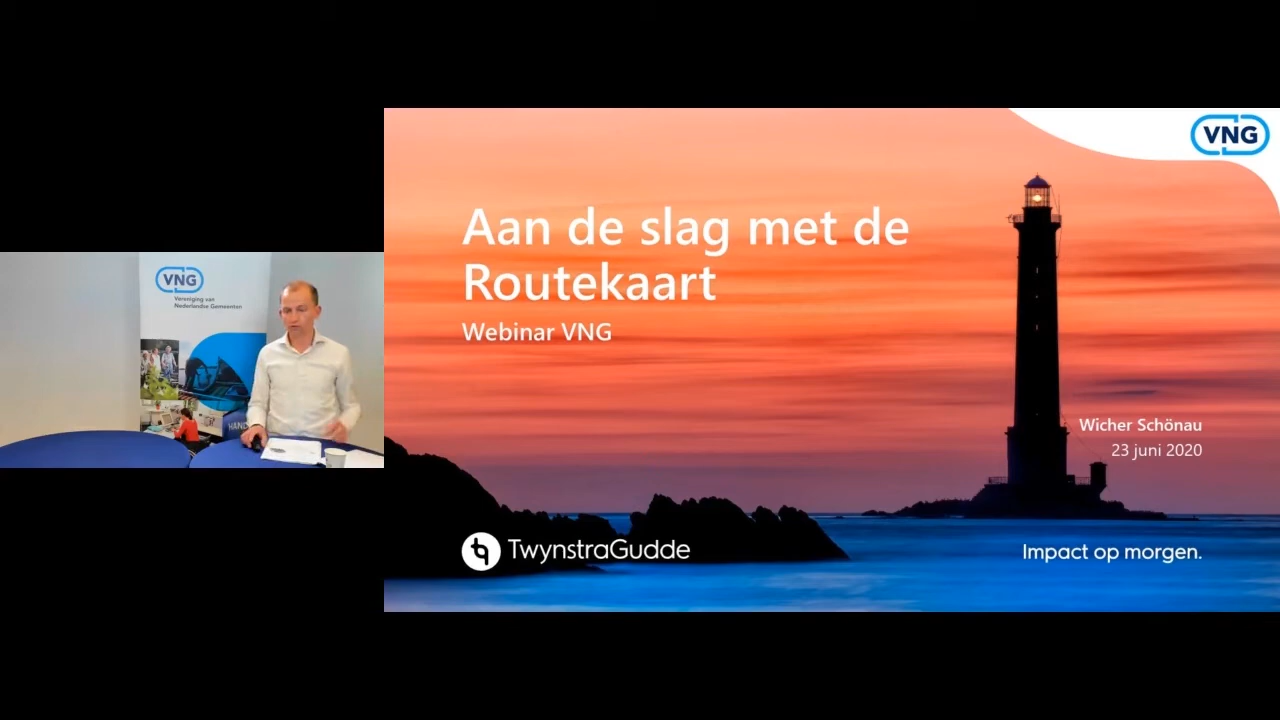 VNG
Vereniging van
Nederlandse Gemeenten
HAND
VNG
Aan de slag met de
Routekaart
Webinar VNG
Wicher Schönau
23 juni 2020
TwynstraGudde
Impact op morgen.